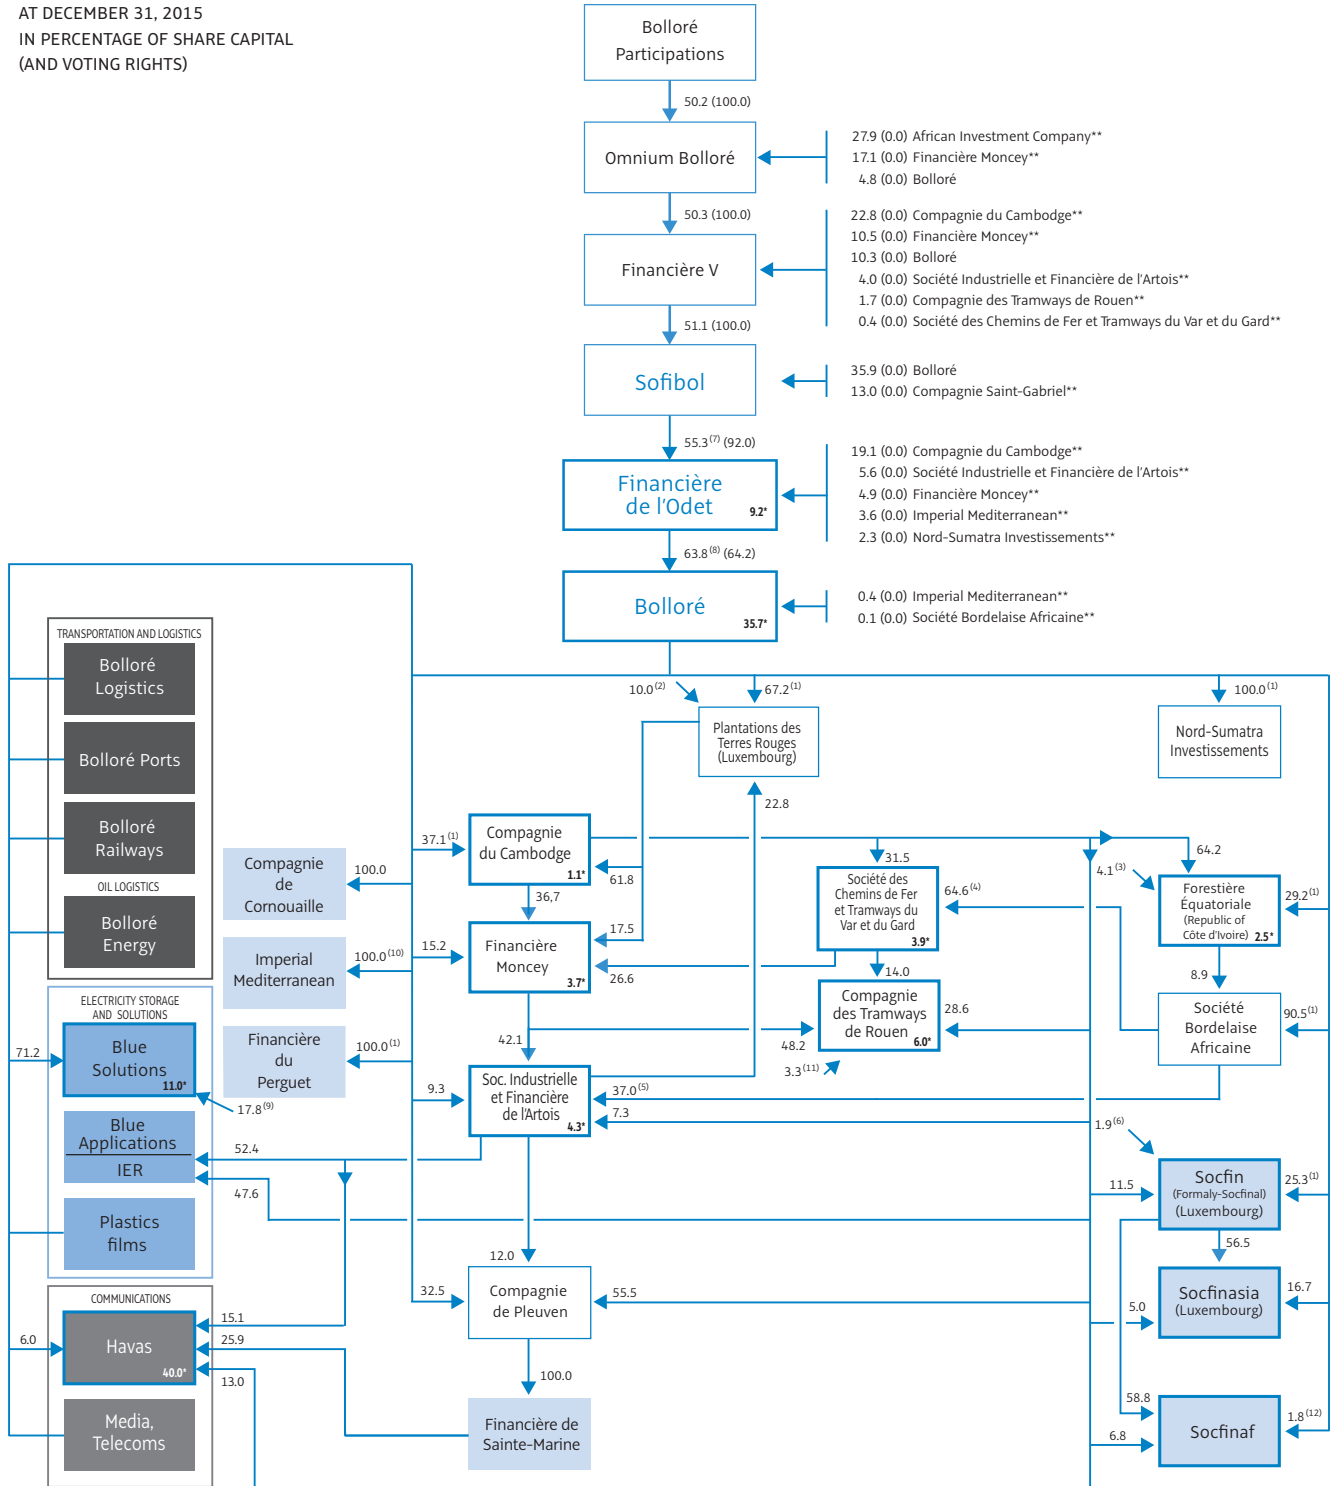 AT DECEMBER 31, 2015
IN PERCENTAGE OF SHARE CAPITAL
(AND VOTING RIGHTS)
Bolloré
Participations
50.2 (100.0)
Omnium Bolloré
27.9 (0.0) African Investment Company**
17.1 (0.0) Financière Moncey**
4.8 (0.0) Bolloré
50.3 (100.0)
Financière V
22.8 (0.0) Compagnie du Cambodge**
10.5 (0.0) Financière Moncey**
10.3 (0.0) Bolloré
4.0 (0.0) Société Industrielle et Financière de l'Artois**
1.7 (0.0) Compagnie des Tramways de Rouen**
0.4 (0.0) Société des Chemins de Fer et Tramways du Var et du Gard**
51.1 (100.0)
Sofibol
35.9 (0.0) Bolloré
13.0 (0.0) Compagnie Saint-Gabriel**
55.3(7) (92.0)
Financière
de l'Odet
9.2*
19.1 (0.0) Compagnie du Cambodge**
5.6 (0.0) Société Industrielle et Financière de l'Artois**
4.9 (0.0) Financière Moncey**
3.6 (0.0) Imperial Mediterranean**
2.3 (0.0) Nord-Sumatra Investissements**
63.8(8) (64.2)
Bolloré
35.7*
0.4 (0.0) Imperial Mediterranean**
0.1 (0.0) Société Bordelaise Africaine**
TRANSPORTATION AND LOGISTICS
Bolloré
Logistics
Bolloré Ports
Bolloré
Railways
OIL LOGISTICS
Bolloré
Energy
10.0(2)
67.2(1)
100.0(1)
Plantations des
Terres Rouges
(Luxembourg)
Nord-Sumatra
Investissements
22.8
37.1(1)
Compagnie
du Cambodge
1.1*
61.8
31.5
64.2
4.1(3)
Compagnie
de
Cornouaille
100.0
36,7
Société des
Chemins de Fer
et Tramways du
Var et du Gard
3.9*
64.6(4)
Forestière
Équatoriale
(Republic of
Côte d'Ivoire) 2.5*
29.2(1)
Imperial
Mediterranean
100.0(10)
15.2
Financière
Moncey
3.7*
17.5
26.6
14.0
8.9
Compagnie
des Tramways
de Rouen
6.0*
28.6
Société
Bordelaise
Africaine
90.5(1)
ELECTRICITY STORAGE
AND SOLUTIONS
71.2
Blue
Solutions
11.0*
17.8(9)
Financière
du
Perguet
100.0(1)
42.1
48.2
3.3(11)
9.3
Soc. Industrielle
et Financière
de l'Artois
4.3*
37.0(5)
7.3
Blue
Applications
IER
52.4
47.6
1.9(6)
11.5
Socfin
(Formaly-Socfinal)
(Luxembourg)
25.3(1)
56.5
Plastics
films
12.0
32.5
Compagnie
de Pleuven
55.5
5.0
Socfinasia
(Luxembourg)
16.7
COMMUNICATIONS
6.0
Havas
40.0*
15.1
25.9
13.0
100.0
Media,
Telecoms
Financière de
Sainte-Marine
58.8
6.8
Socfinaf
1.8(12)